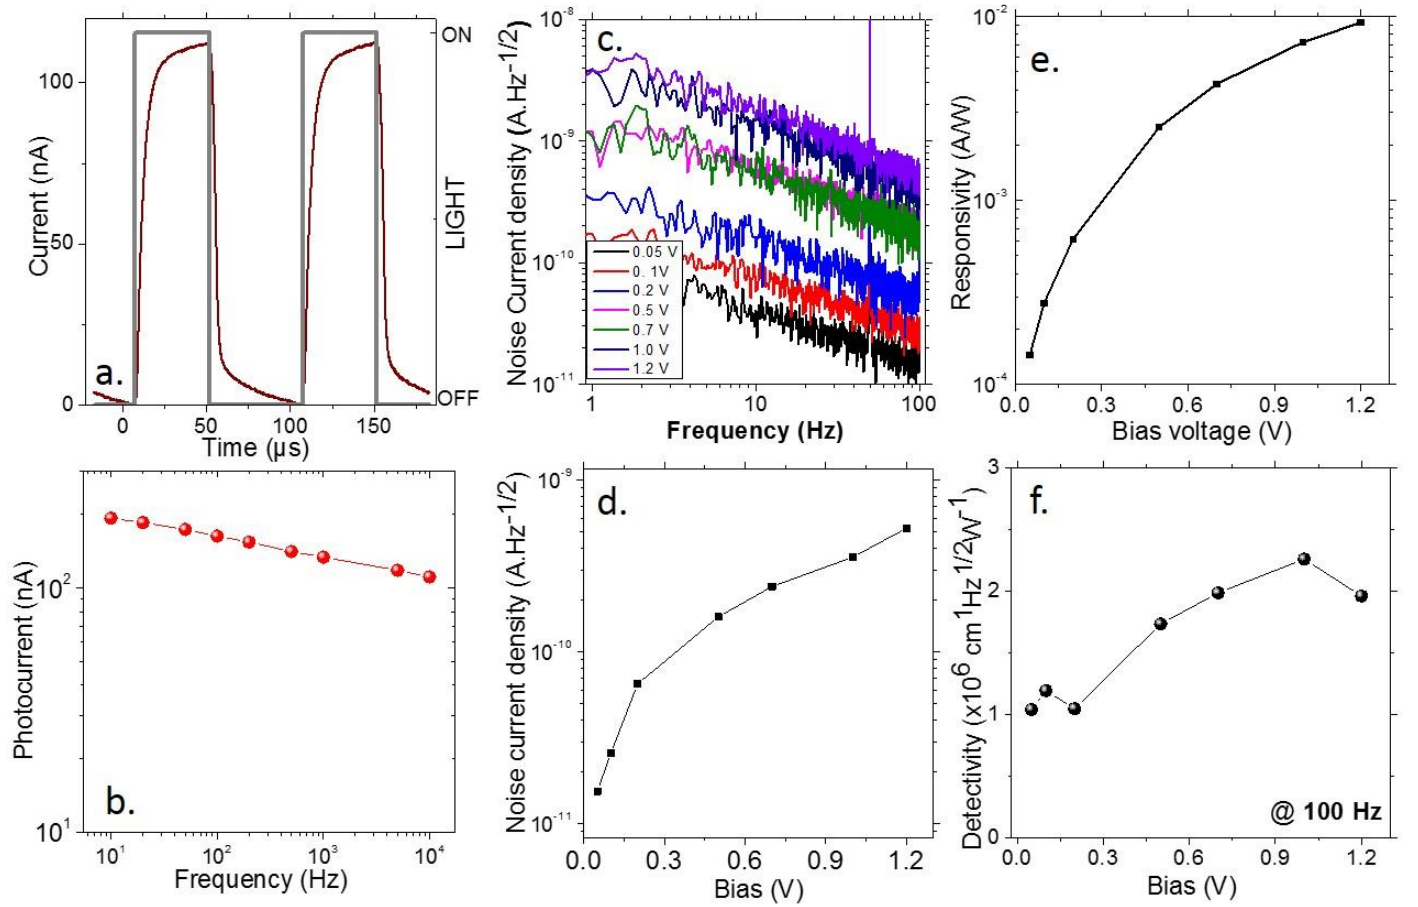 a.
Current (nA)
100
50
0
0
50
100
150
Time (µs)
ON
LIGHT
OFF
c.
Noise Current density (A.Hz-1/2)
10-8
10-9
10-10
10-11
0.05 V
0. 1V
0.2 V
0.5 V
0.7 V
1.0 V
1.2 V
1
10
100
Frequency (Hz)
e.
Responsivity (A/W)
10-2
10-3
10-4
0.0
0.3
0.6
0.9
1.2
Bias voltage (V)
b.
Photocurrent (nA)
102
101
101
102
103
104
Frequency (Hz)
d.
Noise current density (A.Hz-1/2)
10-9
10-10
10-11
0.0
0.3
0.6
0.9
1.2
Bias (V)
f.
Detectivity (x106 cm1Hz1/2W-1)
3
2
1
0
@ 100 Hz
0.0
0.3
0.6
0.9
1.2
Bias (V)